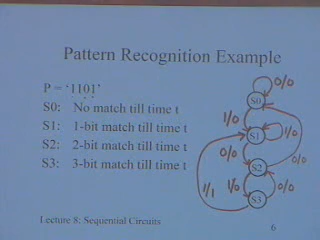 Pattern Recognition Example
P = '1101'
S0: No match till time t
S1: 1-bit match till time t
S2: 2-bit match till time t
S3: 3-bit match till time t
0/0
S0
1/0
S1
1/0
0/0
S2
0/0
1/1
1/0
0/0
S3
Lecture 8: Sequential Circuits
6